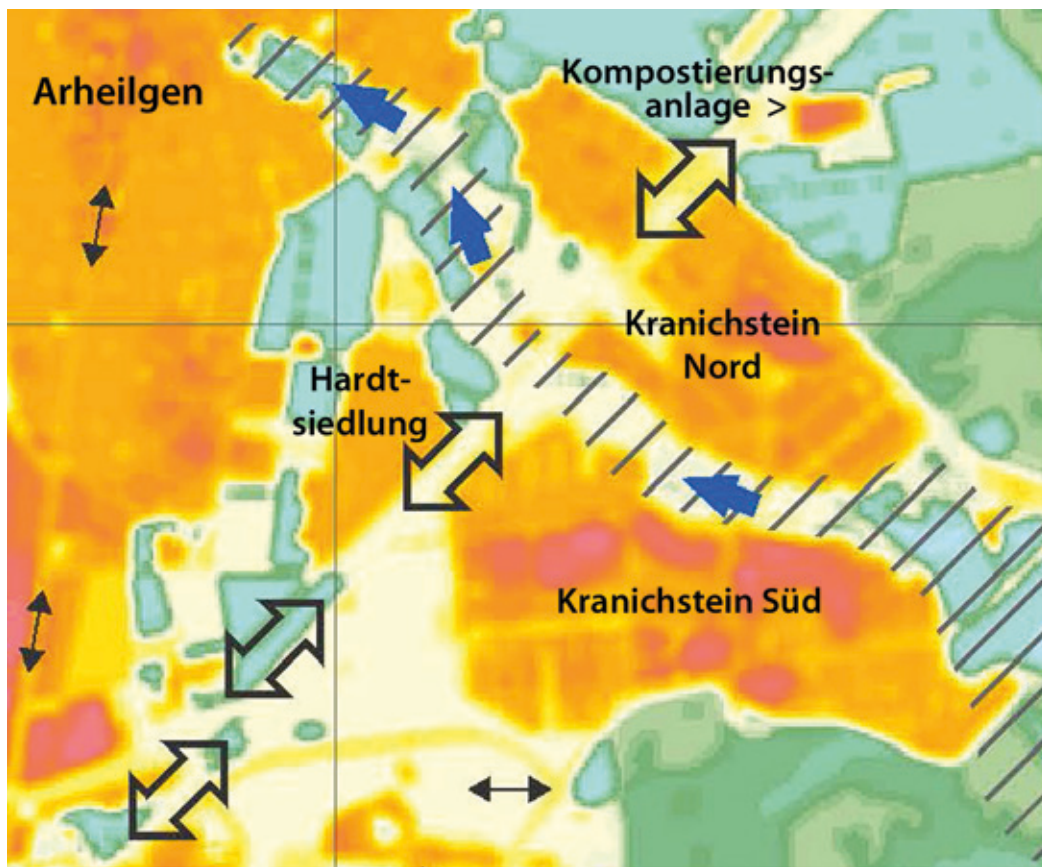 Arheilgen
Kompostierungs-
anlage >
Kranichstein
Nord
Hardt-
siedlung
Kranichstein Süd